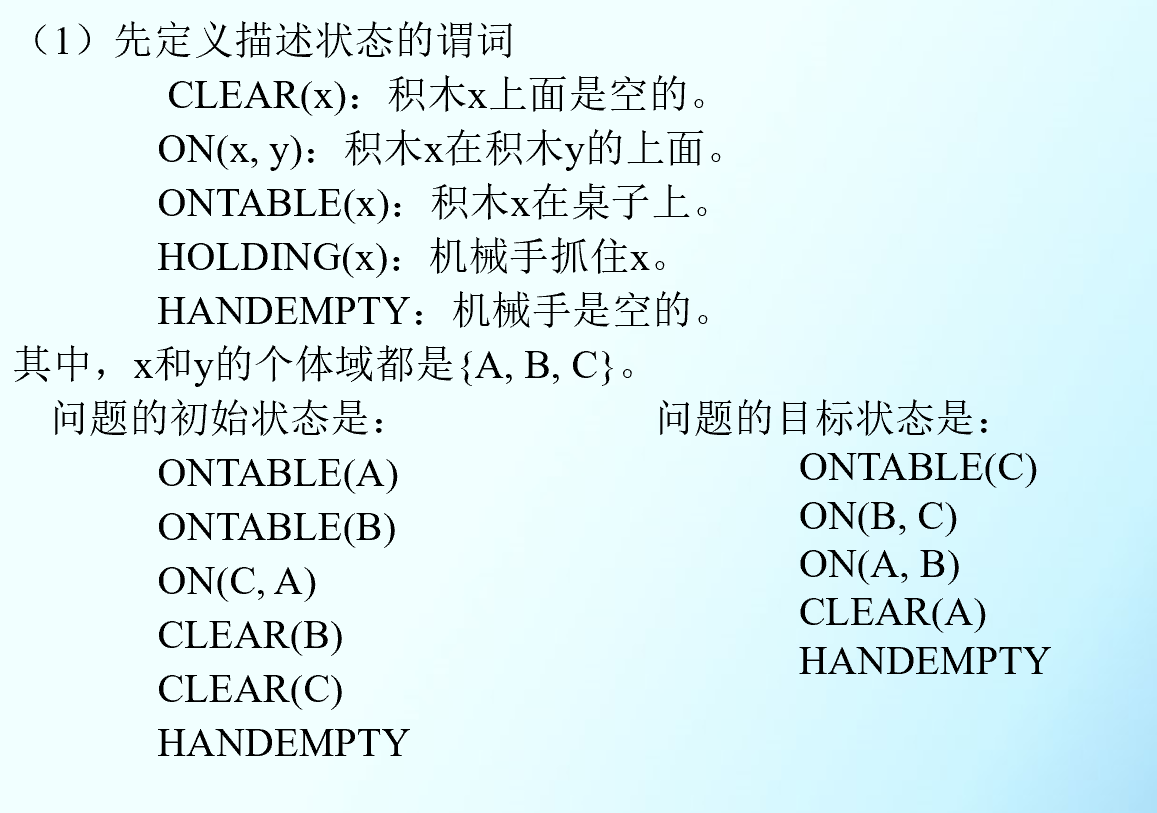 （1）先定义描述状态的谓词
CLEAR(x)：积木x上面是空的。
ON(x, y)：积木x在积木y的上面。
ONTABLE(x)：积木x在桌子上。
HOLDING(x)：机械手抓住x。
HANDEMPTY：机械手是空的。
其中，x和y的个体域都是{A, B, C}。
问题的初始状态是：
ONTABLE(A)
ONTABLE(B)
ON(C, A)
CLEAR(B)
CLEAR(C)
HANDEMPTY
问题的目标状态是：
ONTABLE(C)
ON(B, C)
ON(A, B)
CLEAR(A)
HANDEMPTY